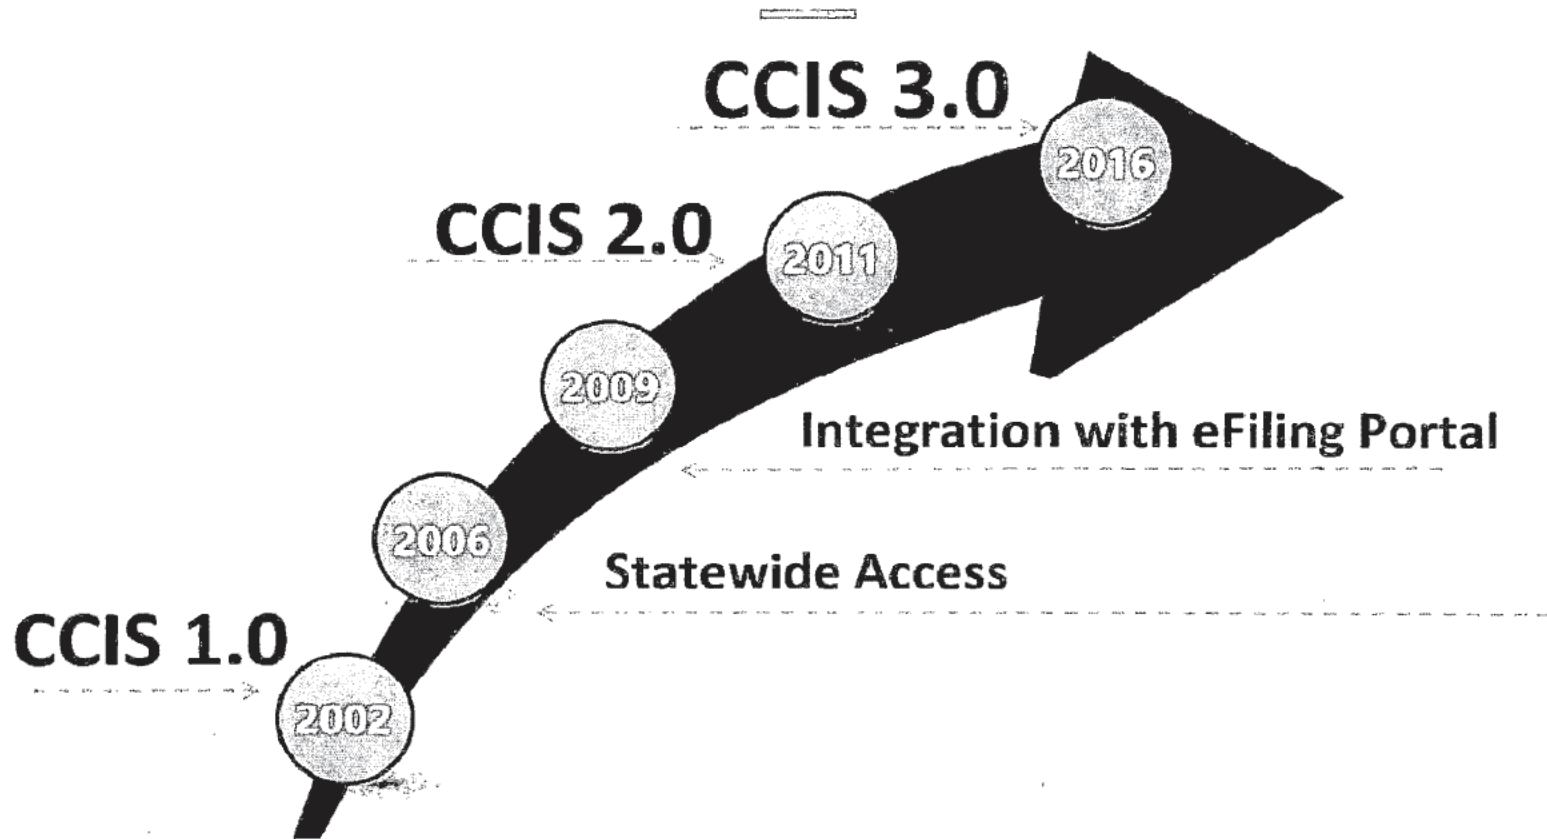 CCIS 3.0
2016
CCIS 2.0
2011
2009
Integration with eFiling Portal
2006
Statewide Access
CCIS 1.0
2002